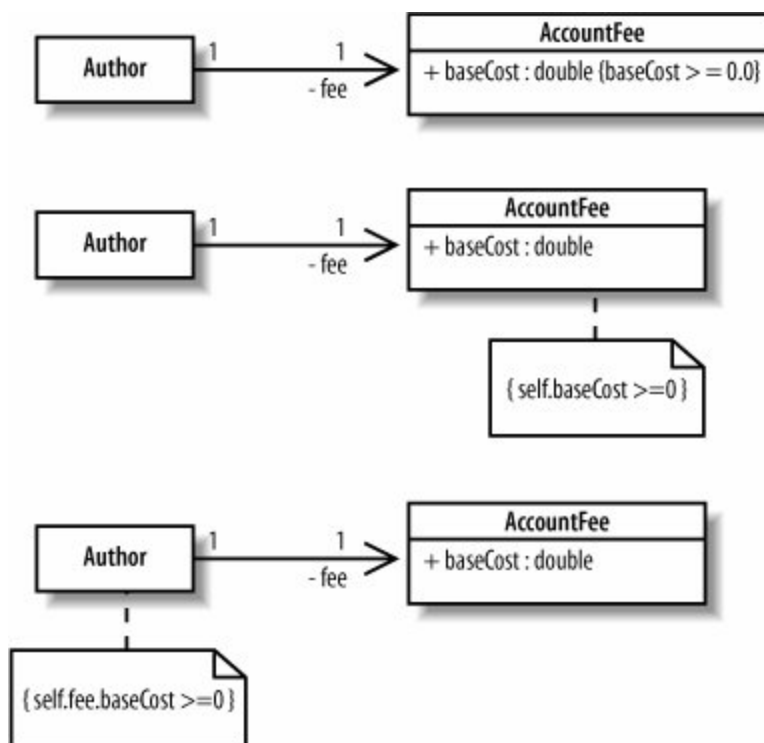 Author
1
1
- fee
AccountFee
+ baseCost : double {baseCost > = 0.0}
Author
1
1
- fee
AccountFee
+ baseCost : double
{ self.baseCost >=0 }
Author
1
1
- fee
AccountFee
+ baseCost : double
{ self.fee.baseCost >=0 }